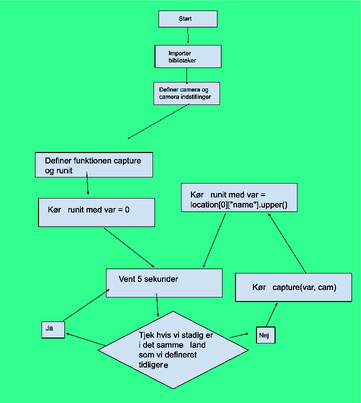 Start
Importer
biblioteker
Definer camera og
camera indstillinger
Definer funktionen capture
og runit
Kør runit med var = 0
Kør runit med var =
location[0]["name"].upper()
Vent 5 sekunder
Kør capture(var, cam)
Ja
Tjek hvis vi stadig er
i det samme land
som vi defineret
tidligere
Nej